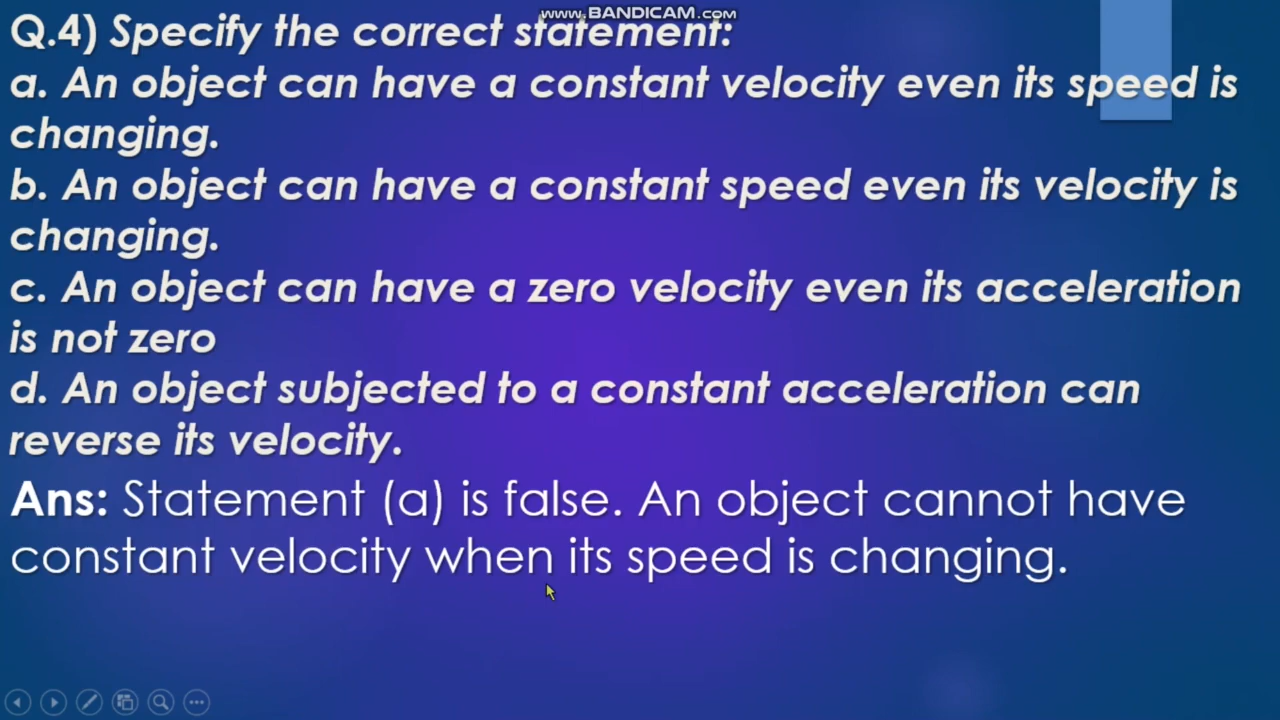 www.BANDICAM.com
Q.4) Specify the correct statement:
a. An object can have a constant velocity even its speed is
changing.
b. An object can have a constant speed even its velocity is
changing.
c. An object can have a zero velocity even its acceleration
is not zero
d. An object subjected to a constant acceleration can
reverse its velocity.
Ans: Statement (a) is false. An object cannot have
constant velocity when its speed is changing.